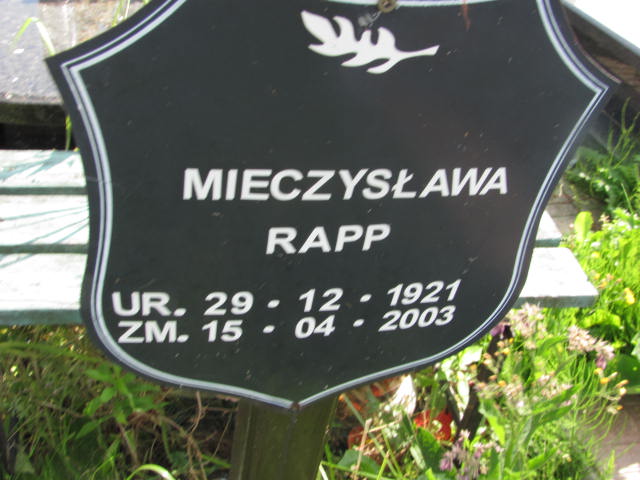 MIECZYSŁAWA
RAPP
UR. 29 · 12 · 1921
ZM. 15 · 04 · 2003